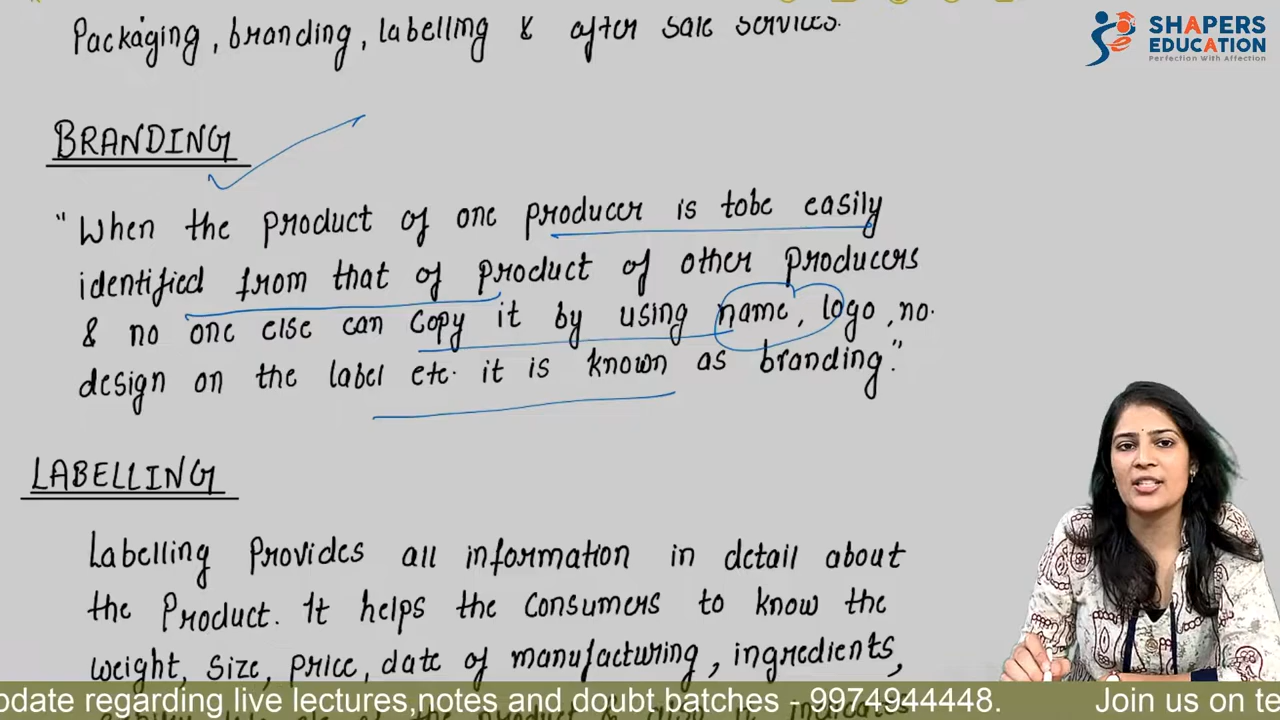 Packaging, branding, labelling & after sale services.
SHAPERS
EDUCATION
Perfection With Affection
BRANDING
"When the product of one producer is tobe easily
identified from that of product of other producers
& no one else can copy it by using name, logo, no.
design on the label etc. it is known as branding."
LABELLING
Labelling Provides all information in detail about
the Product. It helps the consumers to know the
weight, size, price, date of manufacturing, ingredients,
pdate regarding live lectures,notes and doubt batches - 9974944448. Join us on te